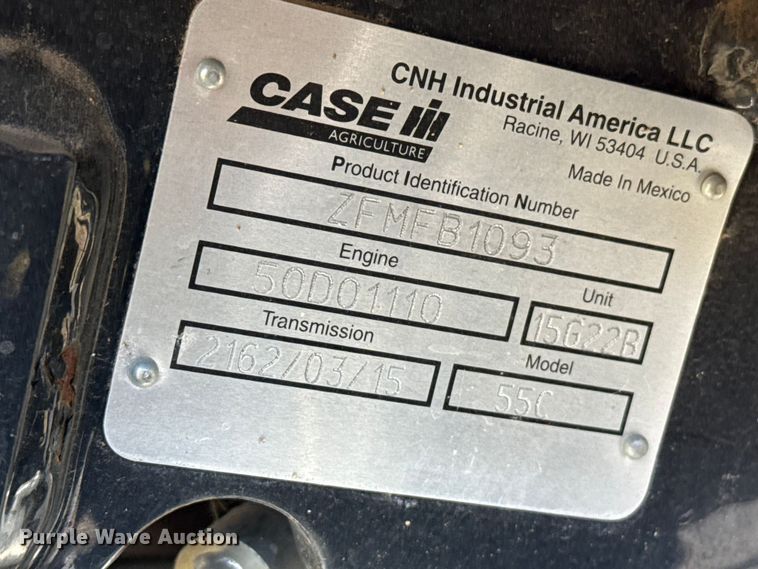 CASE IH
AGRICULTURE
CNH Industrial America LLC
Racine, WI 53404 U.S.A.
Made In Mexico
Product Identification Number
ZFMFB1093
Engine
50D01110
Unit
15G22B
Transmission
2162/03/15
Model
55C
Purple Wave Auction